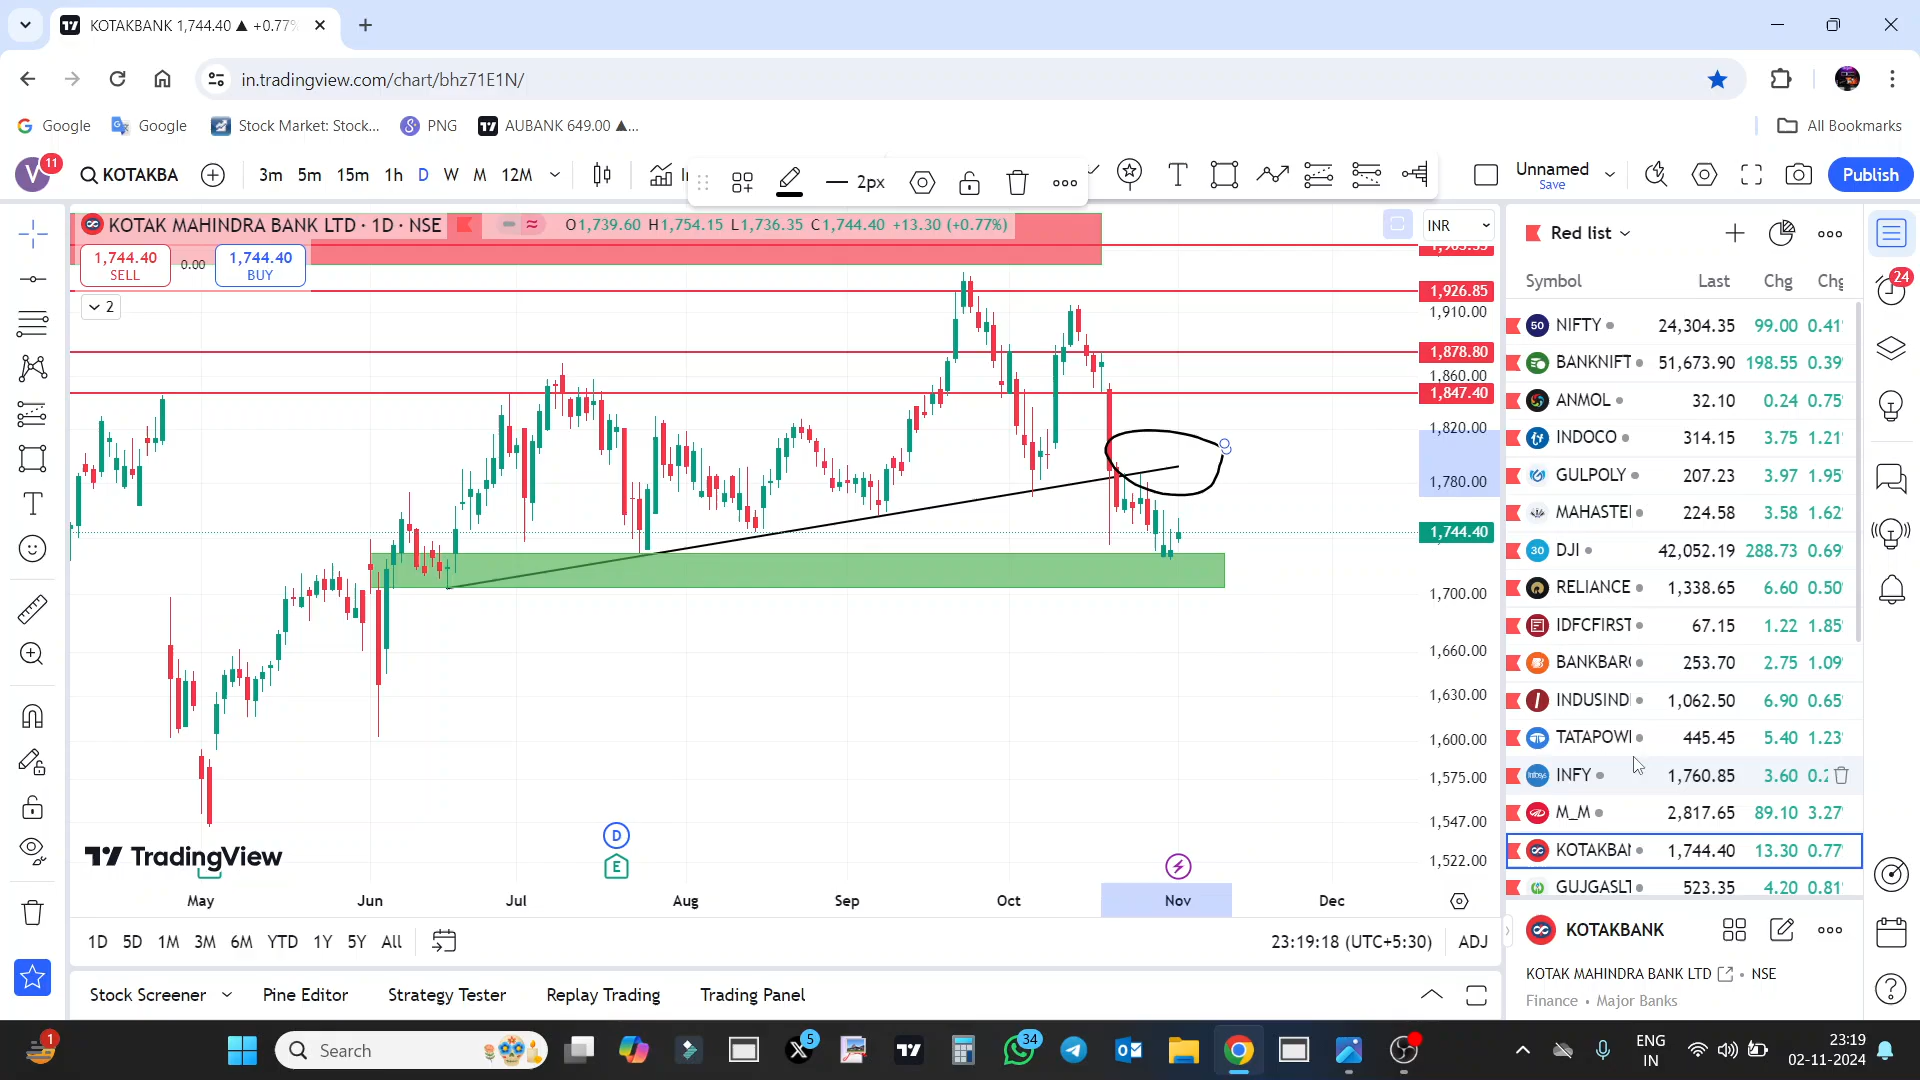 KOTAKBANK 1,744.40 ▲ +0.77%
in.tradingview.com/chart/bhz71E1N/
Google
Google
Stock Market: Stock...
PNG
AUBANK 649.00 ▲...
All Bookmarks
V
11
KOTAKBA
3m 5m 15m 1h D W M 12M
2px
T
Unnamed
Save
Publish
KOTAK MAHINDRA BANK LTD · 1D · NSE
O1,739.60 H1,754.15 L1,736.35 C1,744.40 +13.30 (+0.77%)
INR
1,744.40
SELL
0.00
1,744.40
BUY
2
1,926.85
1,910.00
1,878.80
1,860.00
1,847.40
1,820.00
1,780.00
1,744.40
1,700.00
1,660.00
1,630.00
1,600.00
1,575.00
1,547.00
1,522.00
D
E
TradingView
May Jun Jul Aug Sep Oct Nov Dec
1D 5D 1M 3M 6M YTD 1Y 5Y All
23:19:18 (UTC+5:30) ADJ
Stock Screener Pine Editor Strategy Tester Replay Trading Trading Panel
Red list
24
Symbol Last Chg Chg
50 NIFTY 24,304.35 99.00 0.41
BANKNIFT 51,673.90 198.55 0.39
ANMOL 32.10 0.24 0.75
INDOCO 314.15 3.75 1.21
GULPOLY 207.23 3.97 1.95
MAHASTE 224.58 3.58 1.62
30 DJI 42,052.19 288.73 0.69
RELIANCE 1,338.65 6.60 0.50
IDFCFIRST 67.15 1.22 1.85
BANKBAR 253.70 2.75 1.09
INDUSIND 1,062.50 6.90 0.65
TATAPOW 445.45 5.40 1.23
INFY 1,760.85 3.60 0.2
M_M 2,817.65 89.10 3.27
KOTAKBA 1,744.40 13.30 0.77
GUJGASLT 523.35 4.20 0.81
KOTAKBANK
KOTAK MAHINDRA BANK LTD • NSE
Finance • Major Banks
1
Search
5
34
ENG
IN
23:19
02-11-2024